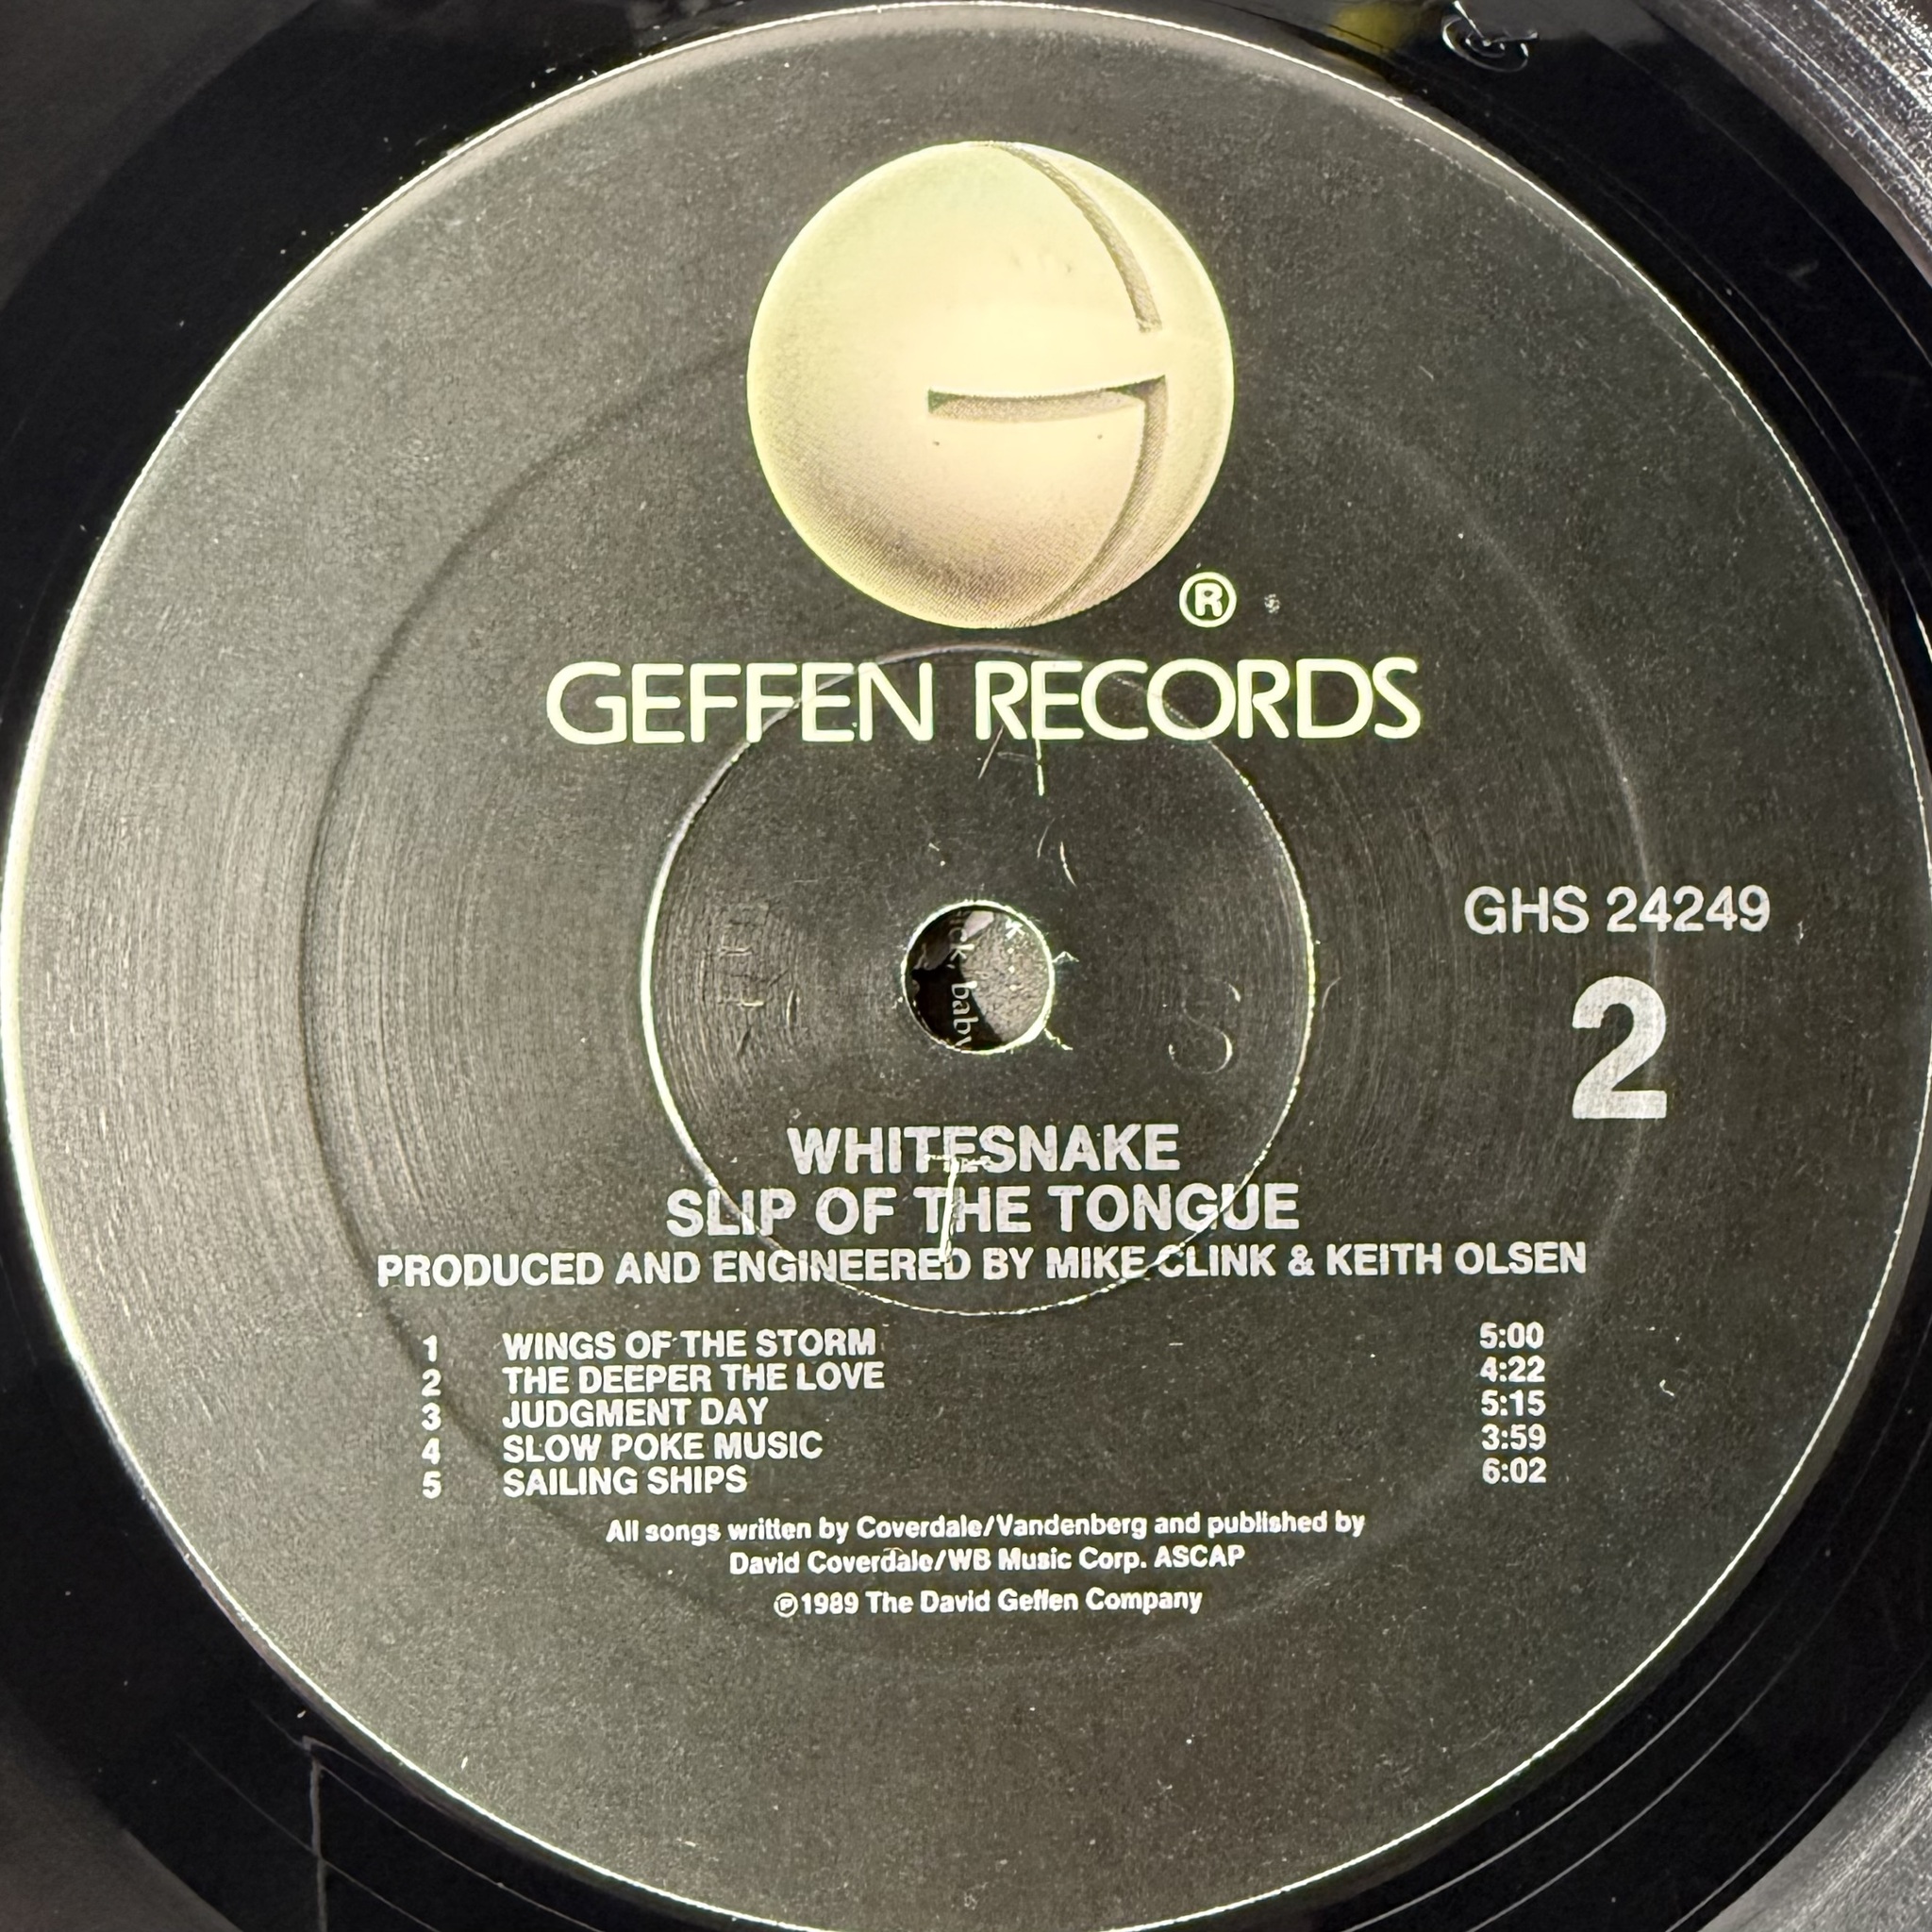 ®
GEFFEN RECORDS
GHS 24249
2
WHITESNAKE
SLIP OF THE TONGUE
PRODUCED AND ENGINEERED BY MIKE CLINK & KEITH OLSEN
1 WINGS OF THE STORM 5:00
2 THE DEEPER THE LOVE 4:22
3 JUDGMENT DAY 5:15
4 SLOW POKE MUSIC 3:59
5 SAILING SHIPS 6:02
All songs written by Coverdale/Vandenberg and published by
David Coverdale/WB Music Corp. ASCAP
℗1989 The David Geffen Company